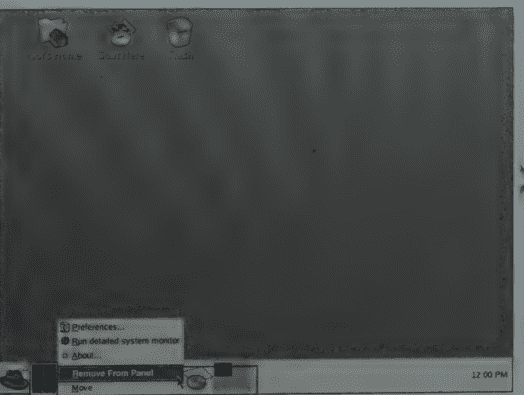 Preferences...
Run detailed system monitor
About...
Remove From Panel
Move
12:00 PM